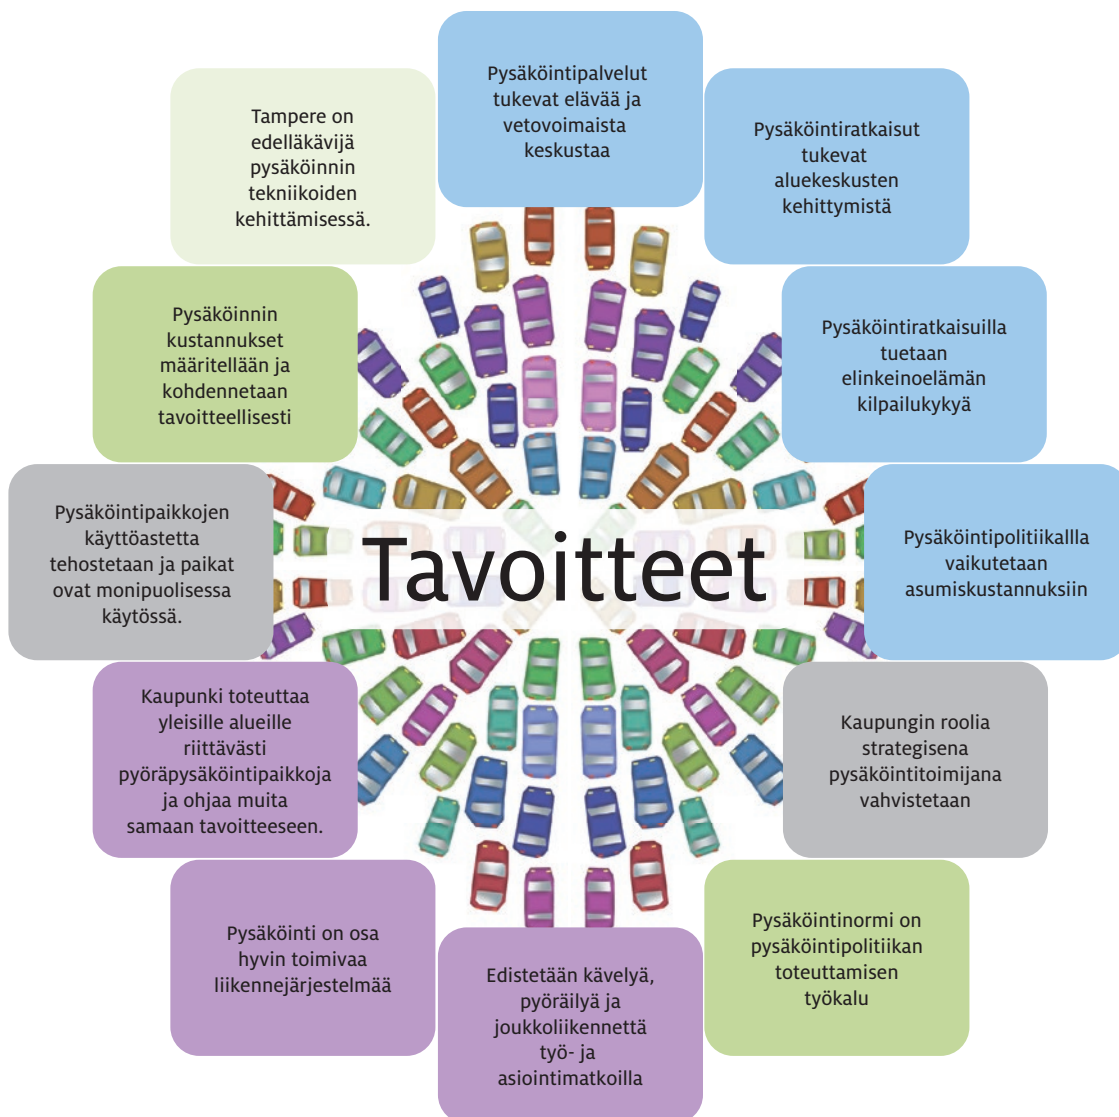 Pysäköintipalvelut
tukevat elävää ja
vetovoimaista
keskustaa
Pysäköintiratkaisut
tukevat
aluekeskusten
kehittymistä
Pysäköintiratkaisuilla
tuetaan
elinkeinoelämän
kilpailukykyä
Pysäköintipolitiikallla
vaikutetaan
asumiskustannuksiin
Kaupungin roolia
strategisena
pysäköintitoimijana
vahvistetaan
Pysäköintinormi on
pysäköintipolitiikan
toteuttamisen
työkalu
Edistetään kävelyä,
pyöräilyä ja
joukkoliikennettä
työ- ja
asiointimatkoilla
Pysäköinti on osa
hyvin toimivaa
liikennejärjestelmää
Kaupunki toteuttaa
yleisille alueille
riittävästi
pyöräpysäköintipaikkoja
ja ohjaa muita
samaan tavoitteeseen.
Pysäköintipaikkojen
käyttöastetta
tehostetaan ja paikat
ovat monipuolisessa
käytössä.
Pysäköinnin
kustannukset
määritellään ja
kohdennetaan
tavoitteellisesti
Tampere on
edelläkävijä
pysäköinnin
tekniikoiden
kehittämisessä.
Tavoitteet